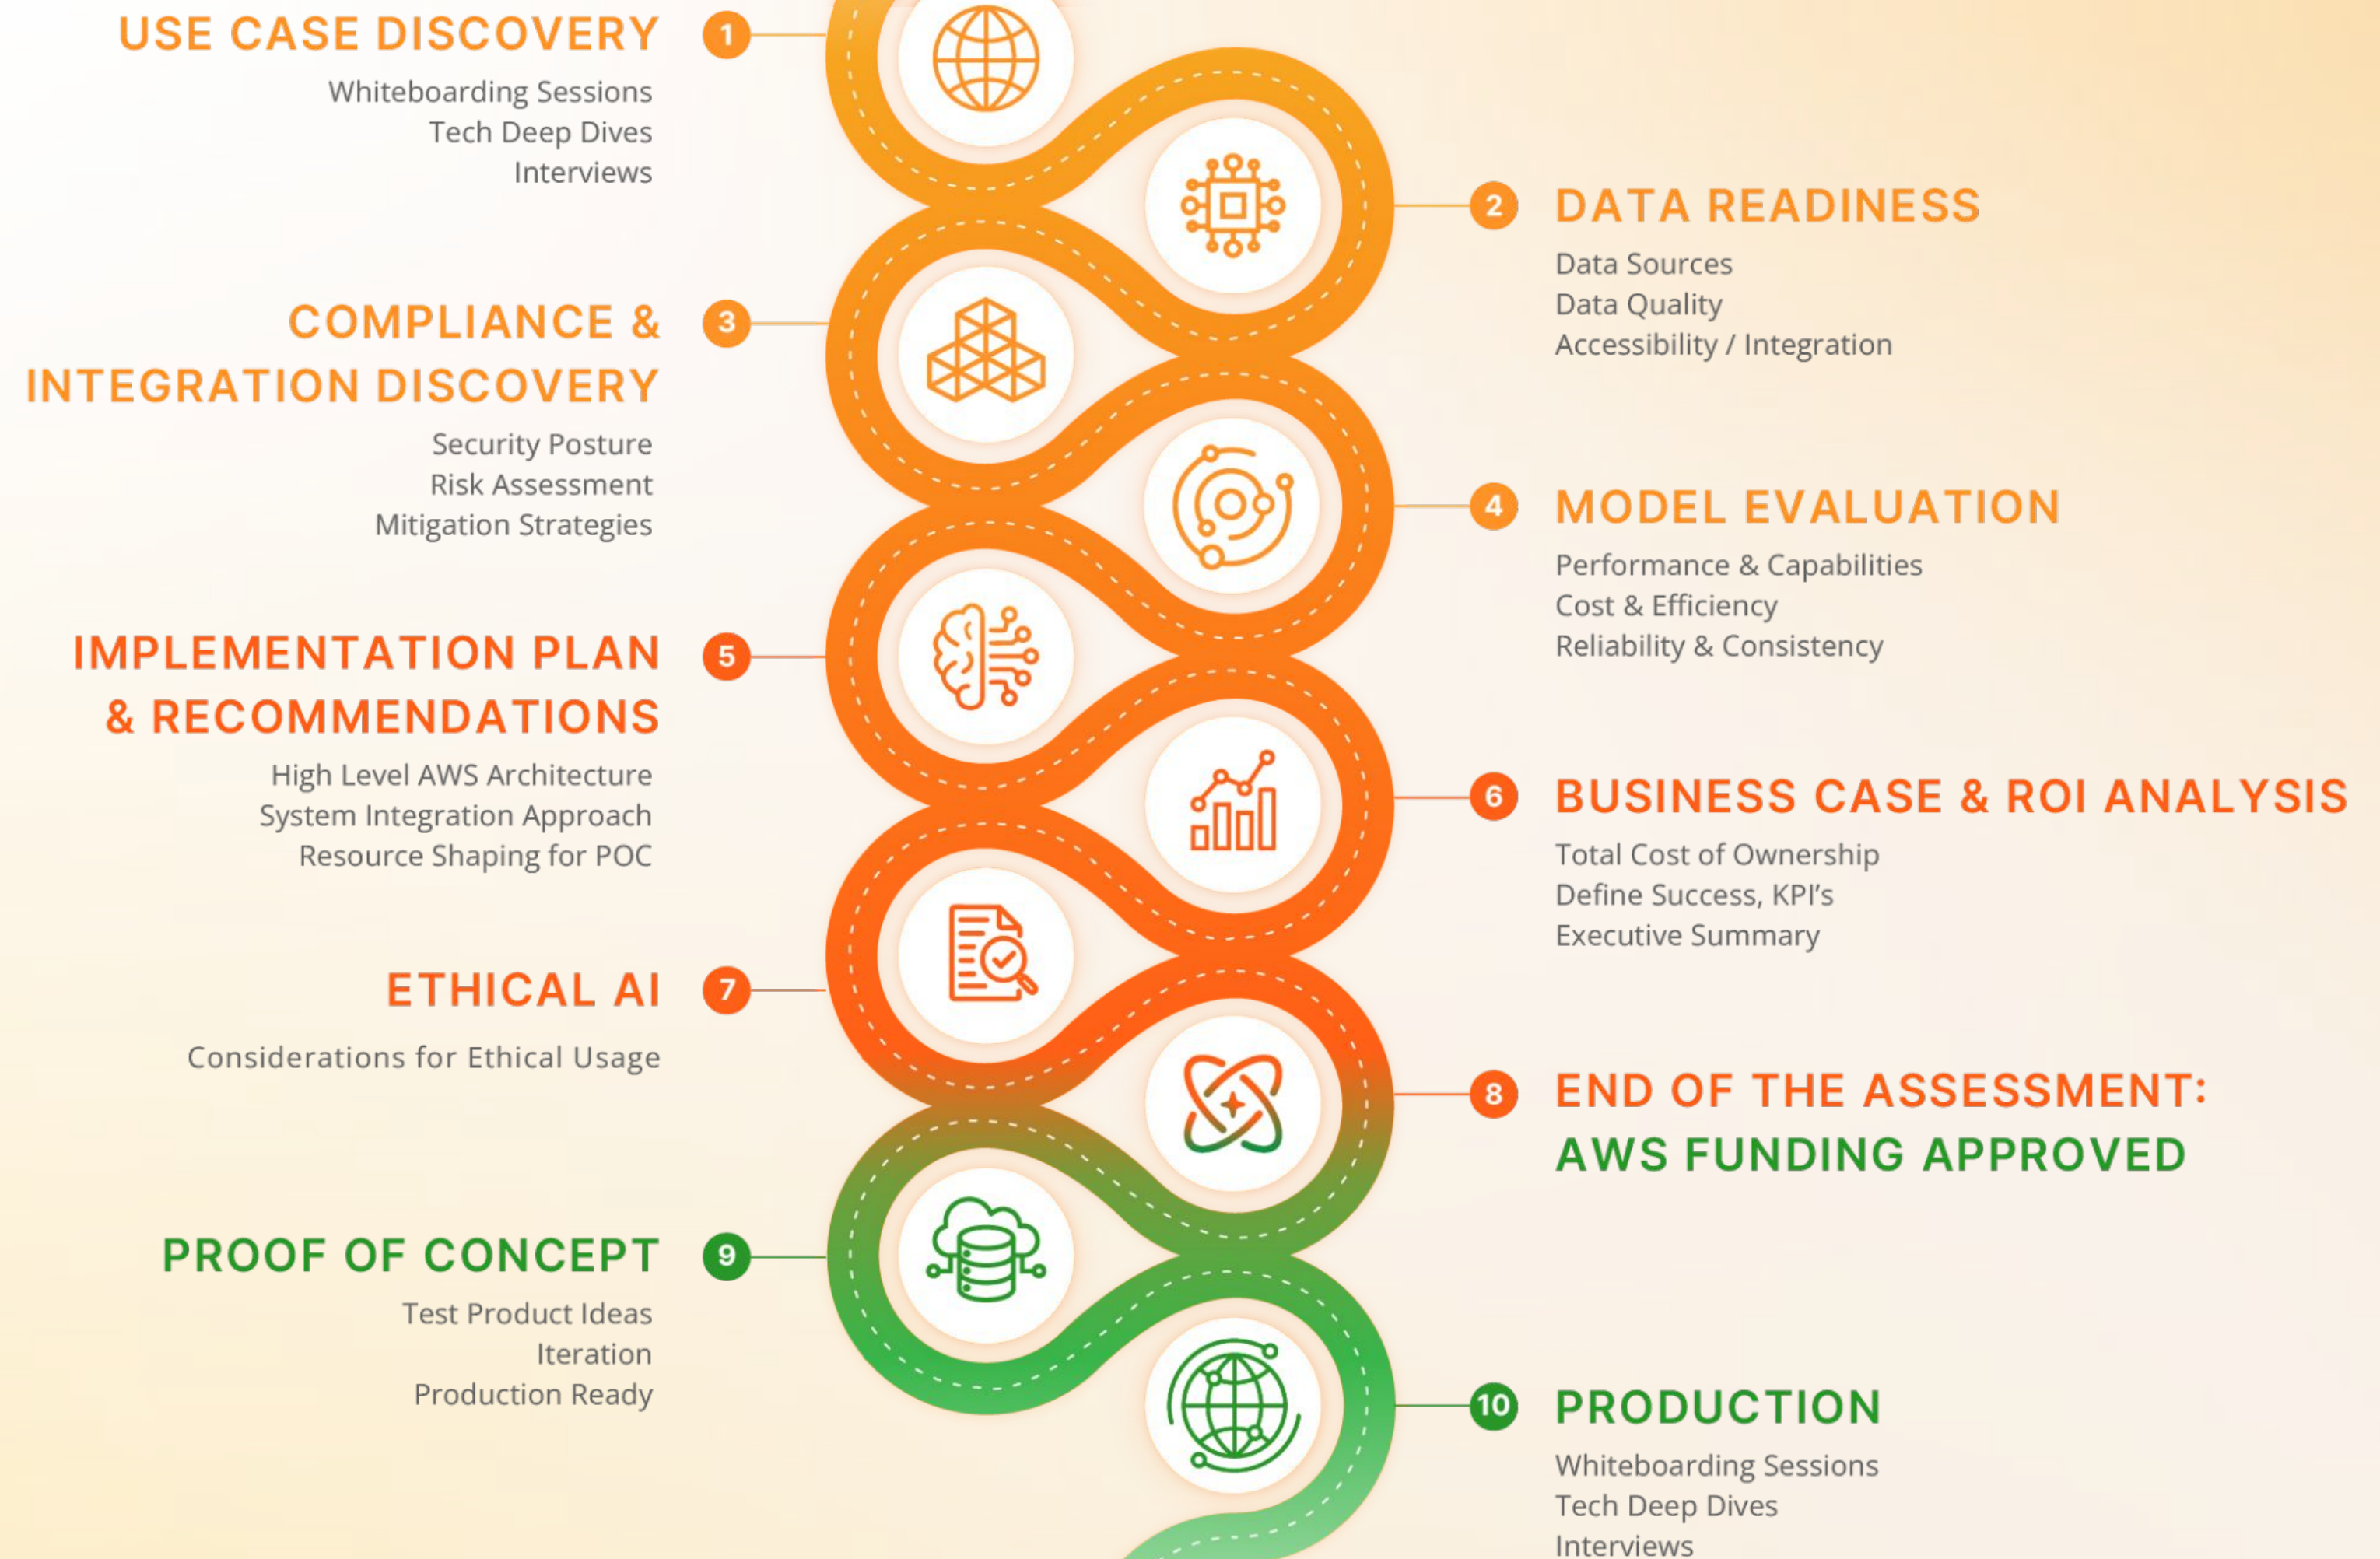 USE CASE DISCOVERY
1
Whiteboarding Sessions
Tech Deep Dives
Interviews
2
DATA READINESS
Data Sources
Data Quality
Accessibility / Integration
COMPLIANCE &
INTEGRATION DISCOVERY
3
Security Posture
Risk Assessment
Mitigation Strategies
4
MODEL EVALUATION
Performance & Capabilities
Cost & Efficiency
Reliability & Consistency
IMPLEMENTATION PLAN
& RECOMMENDATIONS
5
High Level AWS Architecture
System Integration Approach
Resource Shaping for POC
6
BUSINESS CASE & ROI ANALYSIS
Total Cost of Ownership
Define Success, KPI’s
Executive Summary
ETHICAL AI
7
Considerations for Ethical Usage
8
END OF THE ASSESSMENT:
AWS FUNDING APPROVED
PROOF OF CONCEPT
9
Test Product Ideas
Iteration
Production Ready
10
PRODUCTION
Whiteboarding Sessions
Tech Deep Dives
Interviews